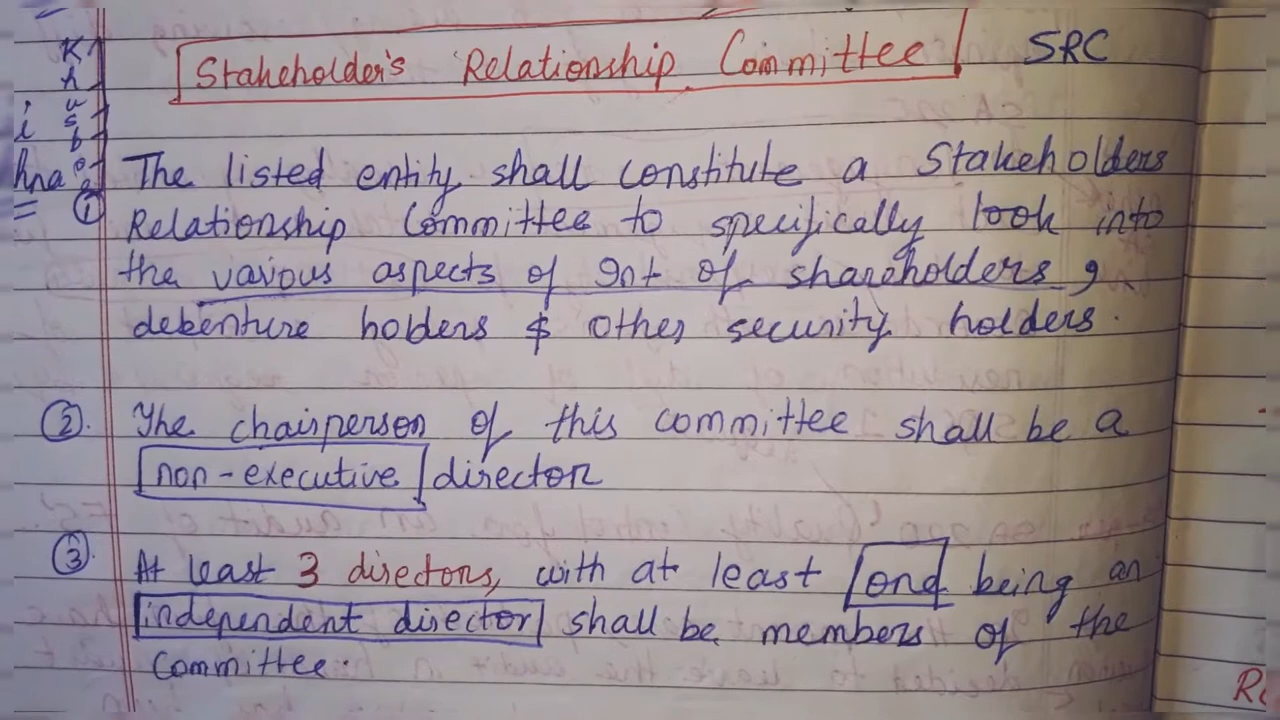 Stakeholder's Relationship Committee SRC
The listed entity shall constitute a Stakeholders
① Relationship Committee to specifically look into
the various aspects of Int of shareholders,
debenture holders & other security holders.
②. The chairperson of this committee shall be a
non-executive director
③. At least 3 directors, with at least one being an
independent director shall be members of the
committee.